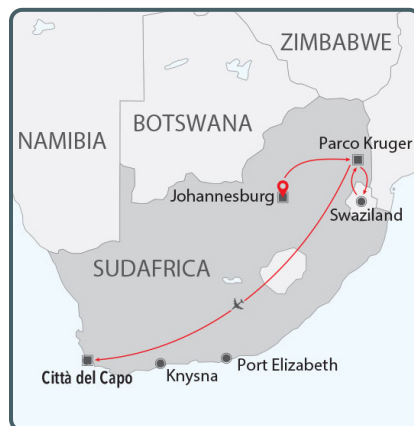 ZIMBABWE
BOTSWANA
NAMIBIA
Parco Kruger
Johannesburg
Swaziland
SUDAFRICA
Port Elizabeth
Knysna
Città del Capo